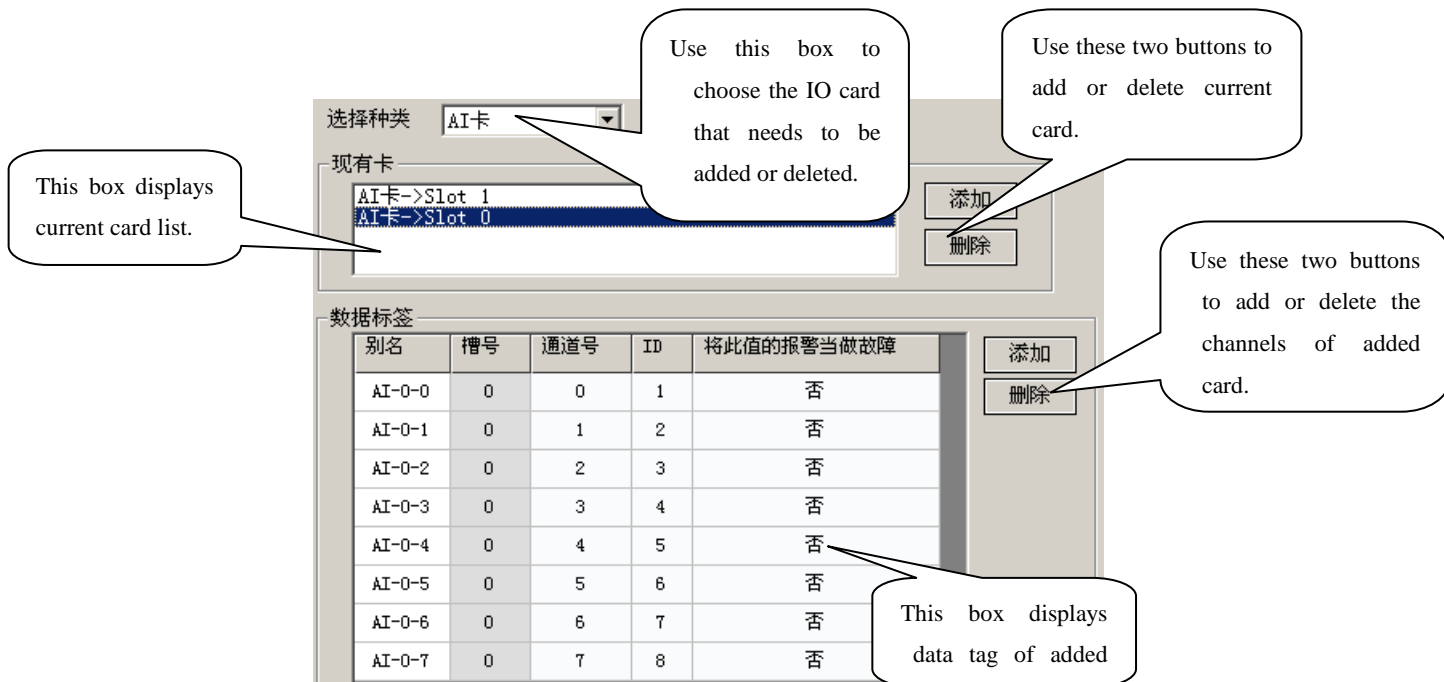 Use this box to
choose the IO card
that needs to be
added or deleted.
Use these two buttons to
add or delete current
card.
选择种类 AI卡
现有卡
This box displays
current card list.
AI卡->Slot 1
AI卡->Slot 0
添加
删除
Use these two buttons
to add or delete the
channels of added
card.
数据标签
别名 槽号 通道号 ID 将此值的报警当做故障
AI-0-0 0 0 1 否
AI-0-1 0 1 2 否
AI-0-2 0 2 3 否
AI-0-3 0 3 4 否
AI-0-4 0 4 5 否
AI-0-5 0 5 6 否
AI-0-6 0 6 7 否
AI-0-7 0 7 8 否
添加
删除
This box displays
data tag of added